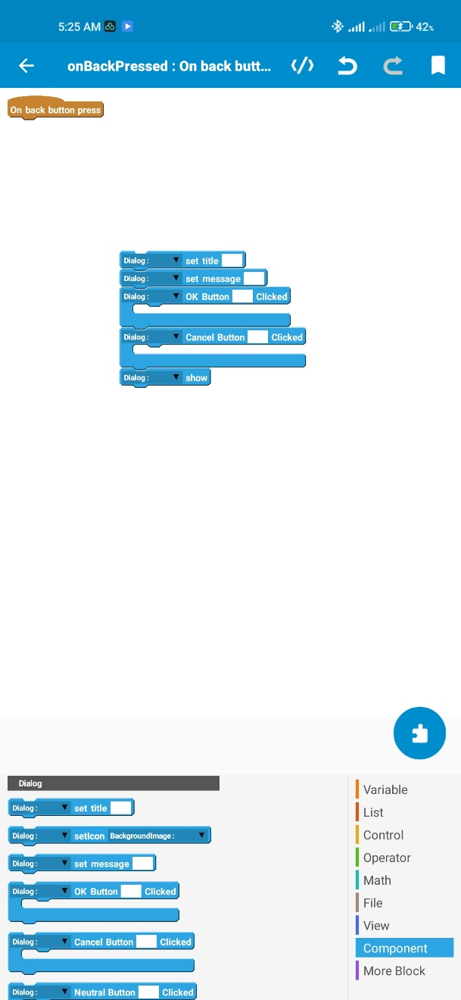 5:25 AM 42%
onBackPressed : On back butt...
On back button press
Dialog : set title
Dialog : set message
Dialog : OK Button Clicked
Dialog : Cancel Button Clicked
Dialog : show
Dialog
Dialog : set title
Dialog : setIcon BackgroundImage :
Dialog : set message
Dialog : OK Button Clicked
Dialog : Cancel Button Clicked
Dialog : Neutral Button Clicked
Variable
List
Control
Operator
Math
File
View
Component
More Block